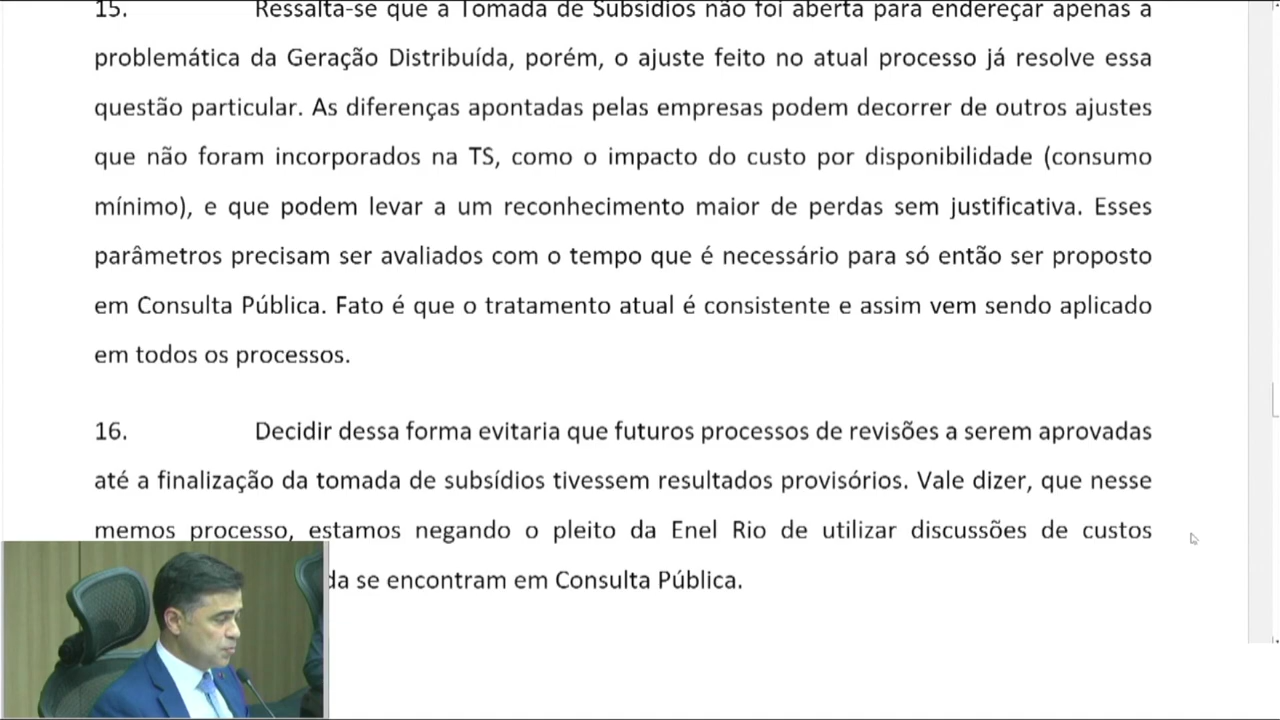 15. Ressalta-se que a Tomada de Subsídios não foi aberta para endereçar apenas a
problemática da Geração Distribuída, porém, o ajuste feito no atual processo já resolve essa
questão particular. As diferenças apontadas pelas empresas podem decorrer de outros ajustes
que não foram incorporados na TS, como o impacto do custo por disponibilidade (consumo
mínimo), e que podem levar a um reconhecimento maior de perdas sem justificativa. Esses
parâmetros precisam ser avaliados com o tempo que é necessário para só então ser proposto
em Consulta Pública. Fato é que o tratamento atual é consistente e assim vem sendo aplicado
em todos os processos.
16. Decidir dessa forma evitaria que futuros processos de revisões a serem aprovadas
até a finalização da tomada de subsídios tivessem resultados provisórios. Vale dizer, que nesse
memos processo, estamos negando o pleito da Enel Rio de utilizar discussões de custos
se encontram em Consulta Pública.